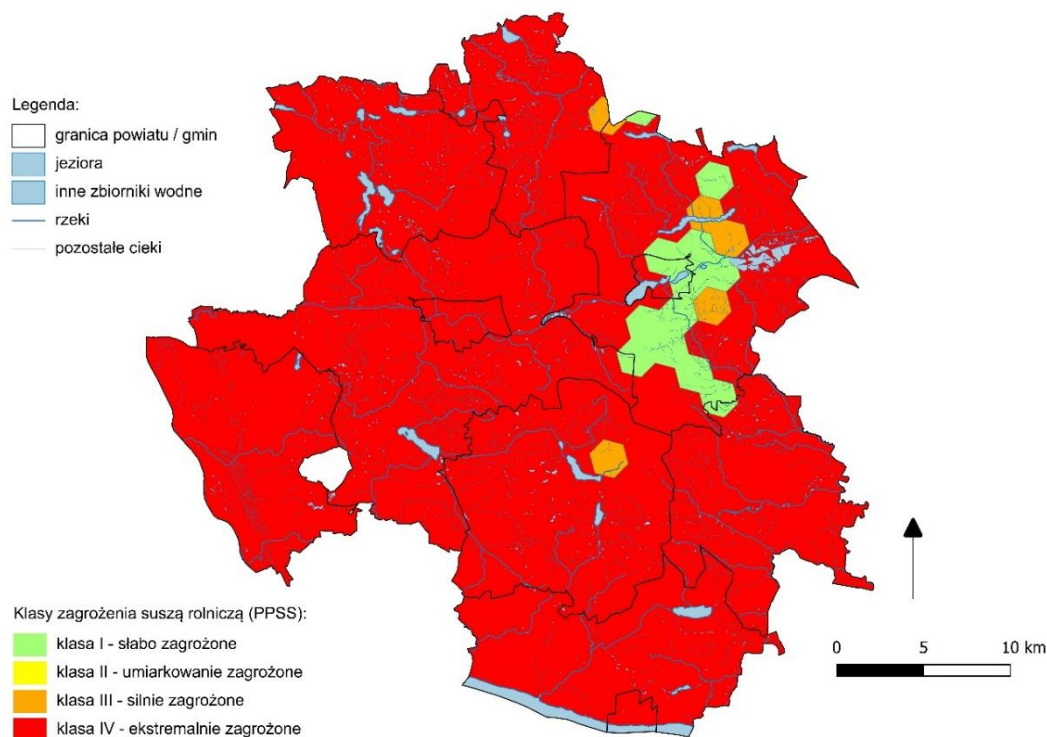 Legenda:
granica powiatu / gmin
jeziora
inne zbiorniki wodne
rzeki
pozostałe cieki
Klasy zagrożenia suszą rolniczą (PPSS):
klasa I - słabo zagrożone
klasa II - umiarkowanie zagrożone
klasa III - silnie zagrożone
klasa IV - ekstremalnie zagrożone
0 5 10 km